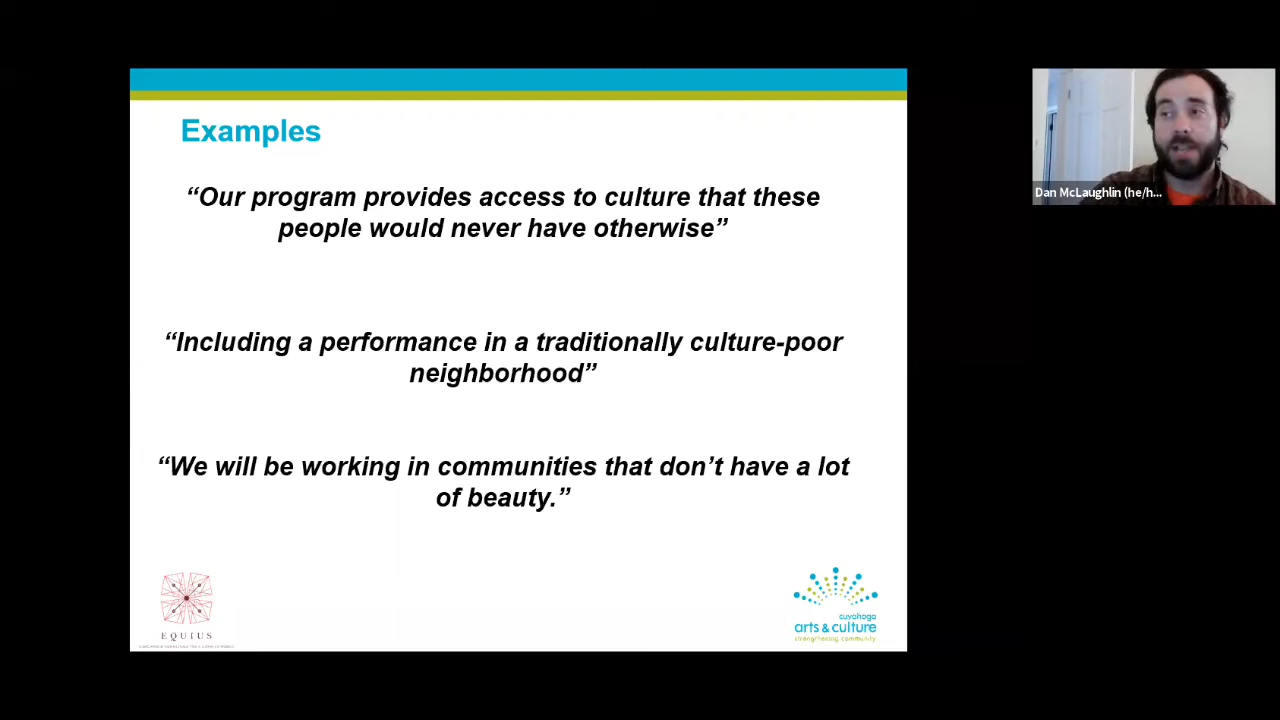 Examples
“Our program provides access to culture that these
people would never have otherwise”
“Including a performance in a traditionally culture-poor
neighborhood”
“We will be working in communities that don’t have a lot
of beauty.”
EQUIUS
cuyahoga
arts & culture
strengthening community
Dan McLaughlin (he/h...